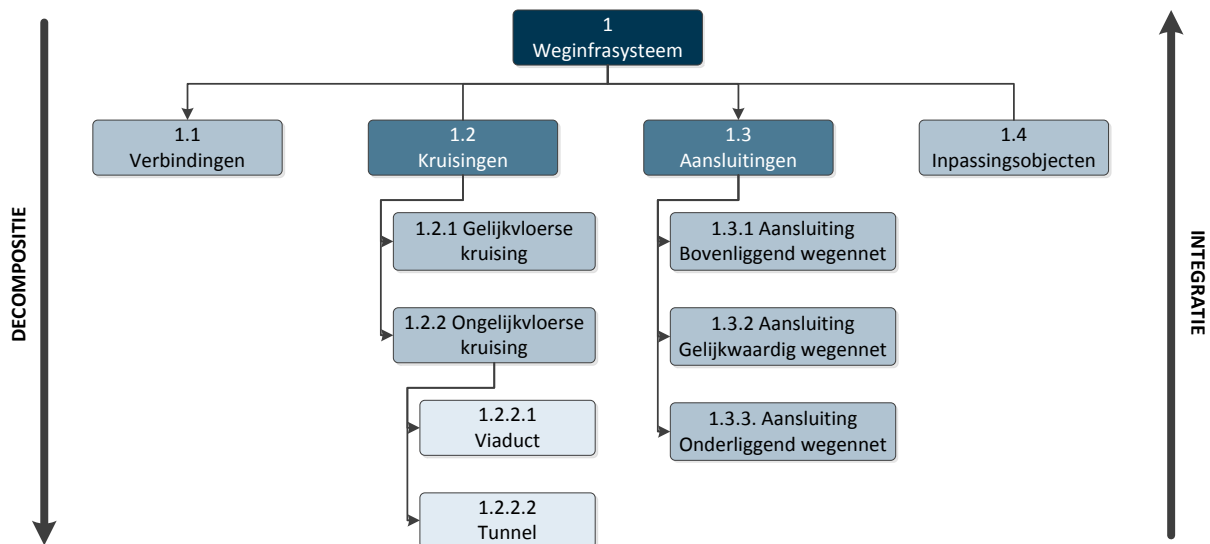 1
Weginfrasysteem
1.1
Verbindingen
1.2
Kruisingen
1.3
Aansluitingen
1.4
Inpassingsobjecten
DECOMPOSITIE
INTEGRATIE
1.2.1 Gelijkvloerse
kruising
1.3.1 Aansluiting
Bovenliggend wegennet
1.2.2 Ongelijkvloerse
kruising
1.3.2 Aansluiting
Gelijkwaardig wegennet
1.2.2.1
Viaduct
1.3.3. Aansluiting
Onderliggend wegennet
1.2.2.2
Tunnel